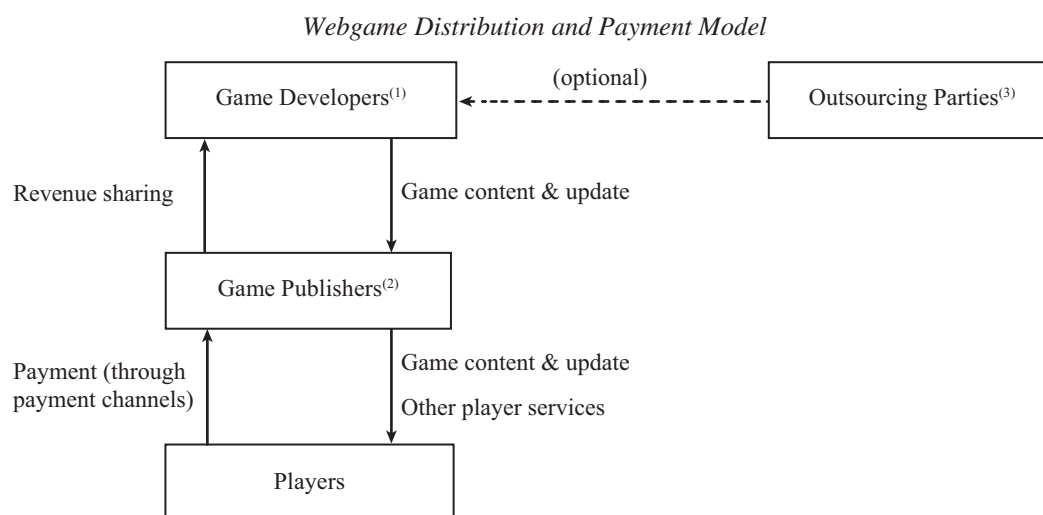 Webgame Distribution and Payment Model
(optional)
Game Developers(1)
Outsourcing Parties(3)
Revenue sharing
Game content & update
Game Publishers(2)
Payment (through
payment channels)
Game content & update
Other player services
Players